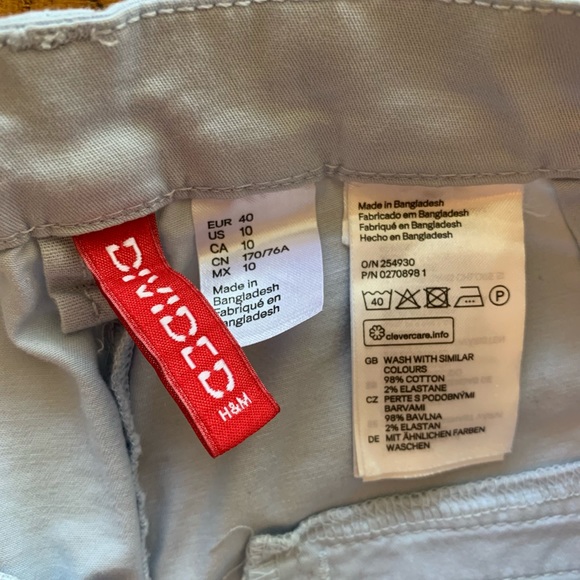 DIVIDED
H&M
EUR 40
US 10
CA 10
CN 170/76A
MX 10
Made in
Bangladesh
Fabriqué en
Bangladesh
Made in Bangladesh
Fabricado em Bangladesh
Fabriqué en Bangladesh
Hecho en Bangladesh
O/N 254930
P/N 0270898 1
40
P
clevercare.info
GB WASH WITH SIMILAR
COLOURS
98% COTTON
2% ELASTANE
CZ PERTE S PODOBNÝMI
BARVAMI
98% BAVLNA
2% ELASTAN
DE MIT ÄHNLICHEN FARBEN
WASCHEN